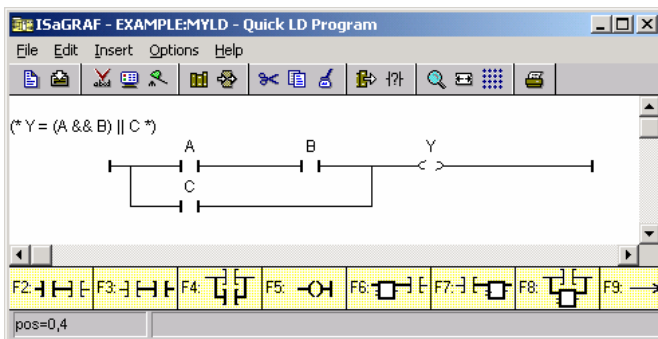 ISaGRAF - EXAMPLE:MYLD - Quick LD Program
File Edit Insert Options Help
(* Y = (A && B) || C *)
A B Y
C
F2: F3: F4: F5: F6: F7: F8: F9:
pos=0,4